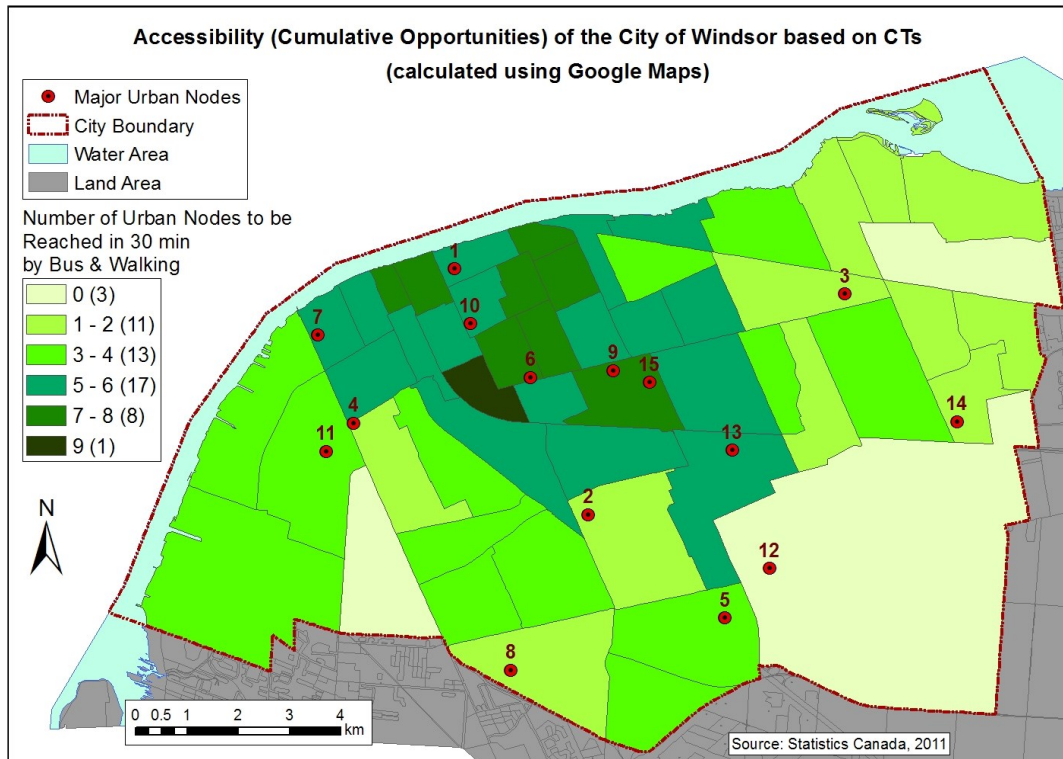 Accessibility (Cumulative Opportunities) of the City of Windsor based on CTs
(calculated using Google Maps)
Major Urban Nodes
City Boundary
Water Area
Land Area
Number of Urban Nodes to be
Reached in 30 min
by Bus & Walking
0 (3)
1 - 2 (11)
3 - 4 (13)
5 - 6 (17)
7 - 8 (8)
9 (1)
1
3
10
7
6
9
15
4
14
11
13
2
12
5
8
N
0 0.5 1 2 3 4
km
Source: Statistics Canada, 2011